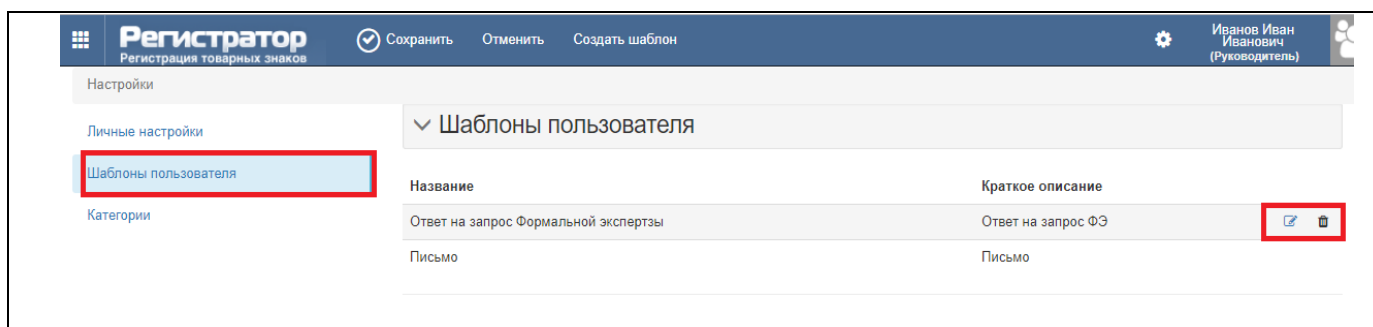 Регистратор
Регистрация товарных знаков
Сохранить Отменить Создать шаблон
Иванов Иван
Иванович
(Руководитель)
Настройки
Личные настройки
Шаблоны пользователя
Шаблоны пользователя
Название Краткое описание
Категории
Ответ на запрос Формальной экспертзы Ответ на запрос ФЭ
Письмо Письмо